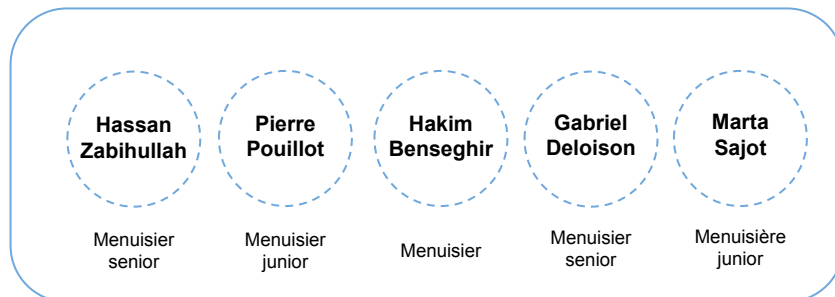 Hassan
Zabihullah
Pierre
Pouillot
Hakim
Benseghir
Gabriel
Deloison
Marta
Sajot
Menuisier
senior
Menuisier
junior
Menuisier
Menuisier
senior
Menuisière
junior